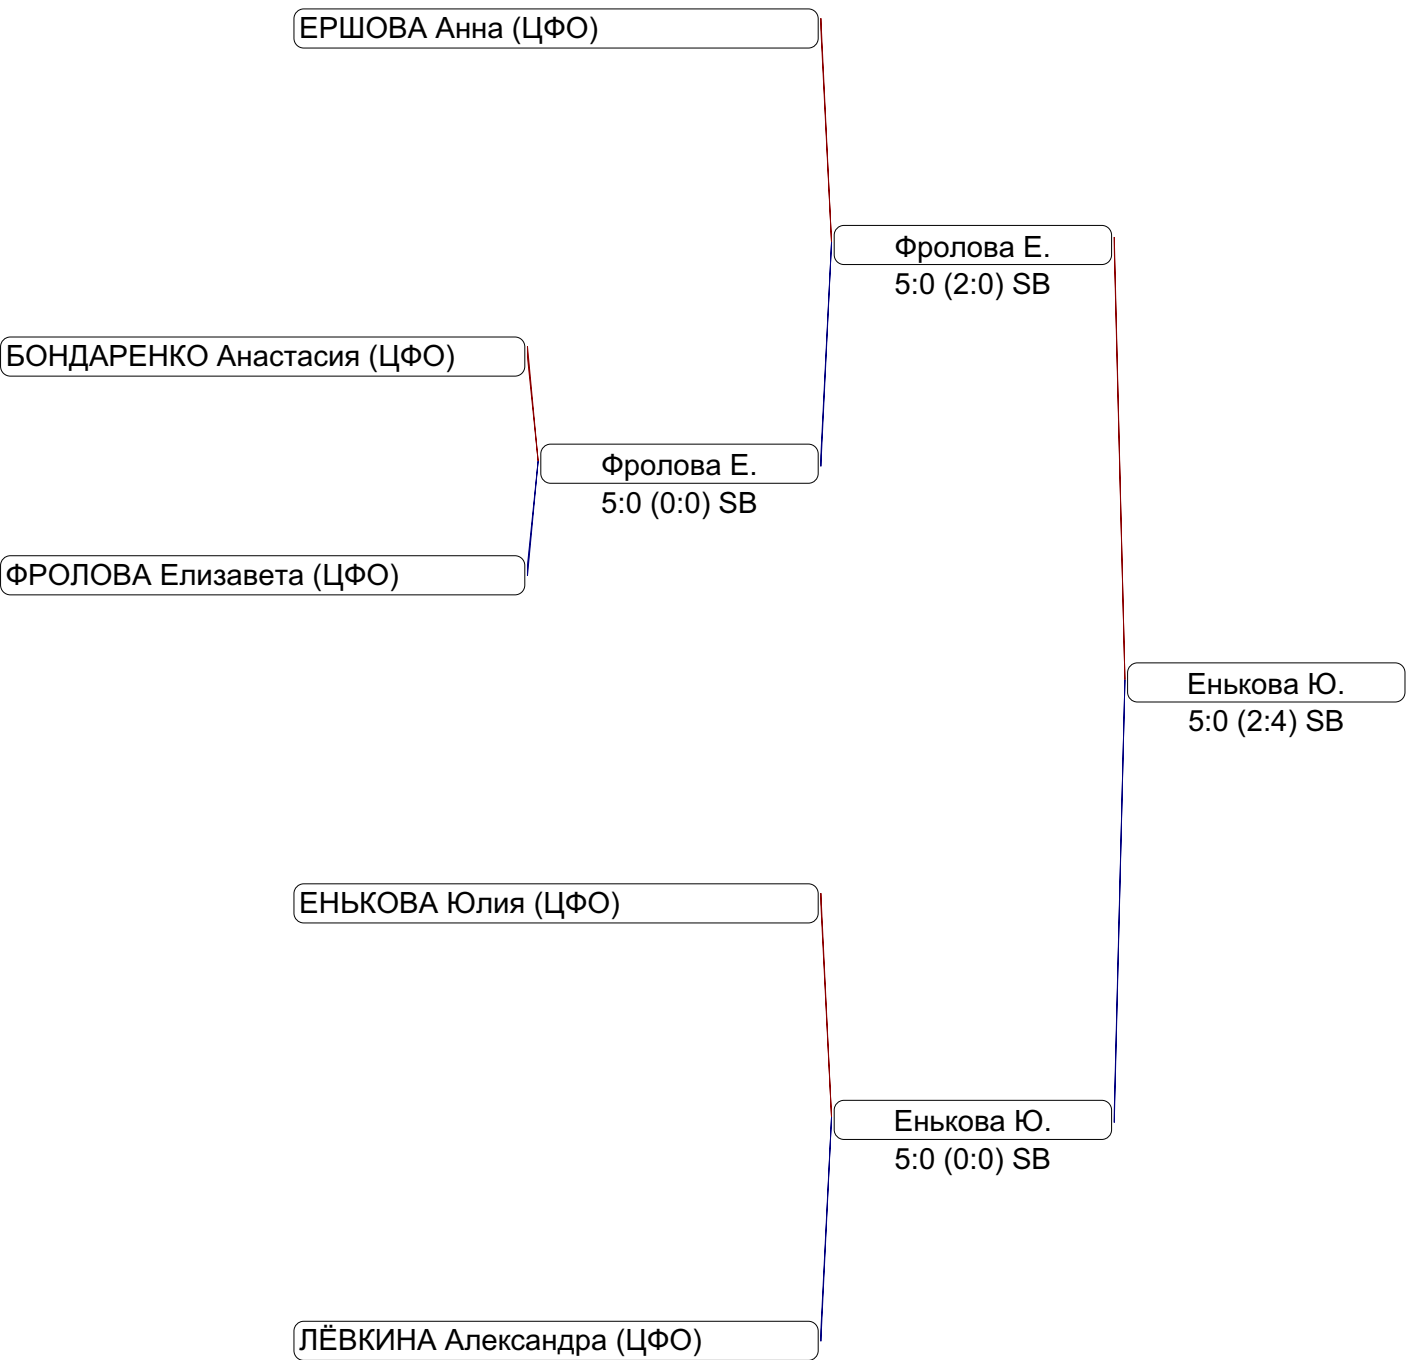 ЕРШОВА Анна (ЦФО)
Фролова Е.
5:0 (2:0) SB
БОНДАРЕНКО Анастасия (ЦФО)
Фролова Е.
5:0 (0:0) SB
ФРОЛОВА Елизавета (ЦФО)
Енькова Ю.
5:0 (2:4) SB
ЕНЬКОВА Юлия (ЦФО)
Енькова Ю.
5:0 (0:0) SB
ЛЁВКИНА Александра (ЦФО)